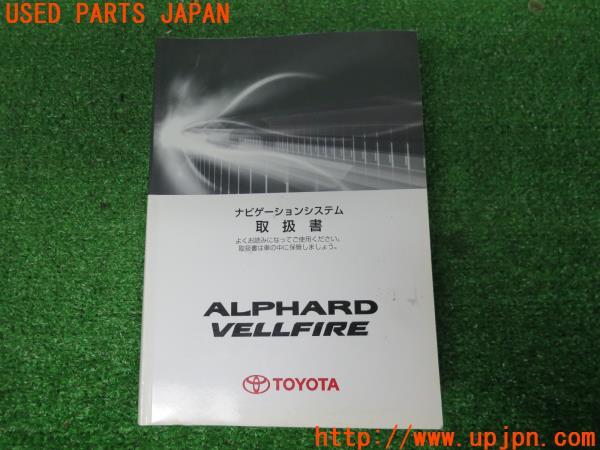 USED PARTS JAPAN
ナビゲーションシステム
取扱書
よくお読みになってご使用ください。
取扱書は車の中に保管しましょう。
ALPHARD
VELLFIRE
TOYOTA
http://www.upjpn.com